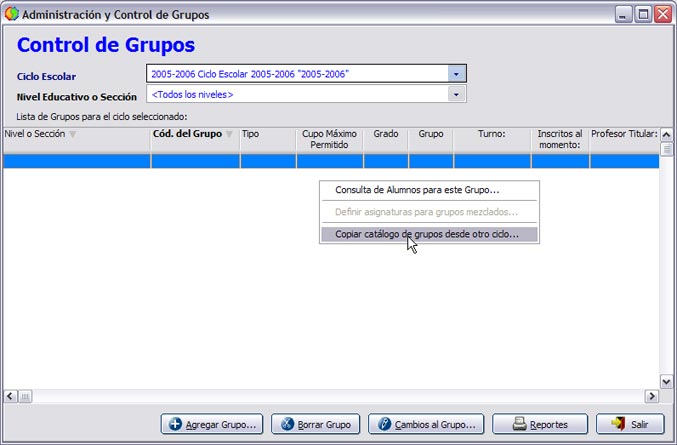 Administración y Control de Grupos
Control de Grupos
Ciclo Escolar
2005-2006 Ciclo Escolar 2005-2006 "2005-2006"
Nivel Educativo o Sección
<Todos los niveles>
Lista de Grupos para el ciclo seleccionado:
Nivel o Sección Cód. del Grupo Tipo Cupo Máximo Permitido Grado Grupo Turno: Inscritos al momento: Profesor Titular:
Consulta de Alumnos para este Grupo...
Definir asignaturas para grupos mezclados...
Copiar catálogo de grupos desde otro ciclo...
Agregar Grupo... Borrar Grupo Cambios al Grupo... Reportes Salir